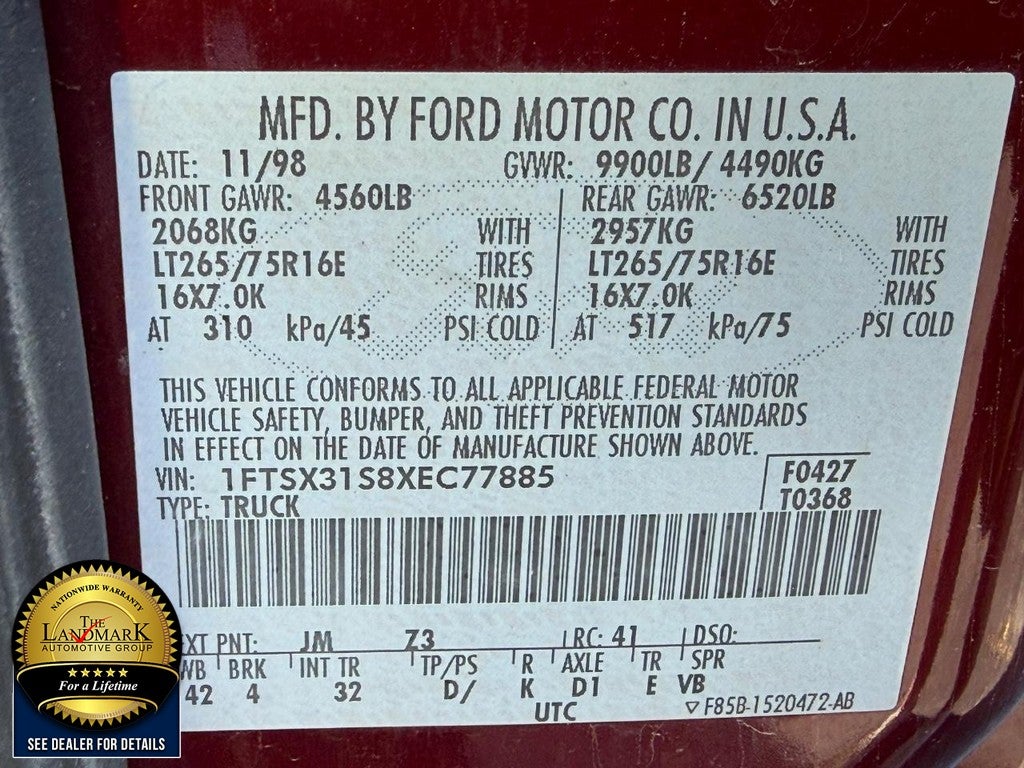 MFD. BY FORD MOTOR CO. IN U.S.A.
DATE: 11/98 GVWR: 9900LB/ 4490KG
FRONT GAWR: 4560LB REAR GAWR: 6520LB
2068KG WITH 2957KG WITH
LT265/75R16E TIRES LT265/75R16E TIRES
16X7.0K RIMS 16X7.0K RIMS
AT 310 kPa/45 PSI COLD AT 517 kPa/75 PSI COLD
THIS VEHICLE CONFORMS TO ALL APPLICABLE FEDERAL MOTOR
VEHICLE SAFETY, BUMPER, AND THEFT PREVENTION STANDARDS
IN EFFECT ON THE DATE OF MANUFACTURE SHOWN ABOVE.
VIN: 1FTSX31S8XEC77885 F0427
TYPE: TRUCK T0368
XT PNT: JM Z3 RC: 41 DSO:
WB BRK INT TR TP/PS R AXLE TR SPR
42 4 32 D/ K D1 E VB
UTC ▽F85B-1520472-AB
NATIONWIDE WARRANTY
THE
LANDMARK
AUTOMOTIVE GROUP
★★★★★
For a Lifetime
SEE DEALER FOR DETAILS